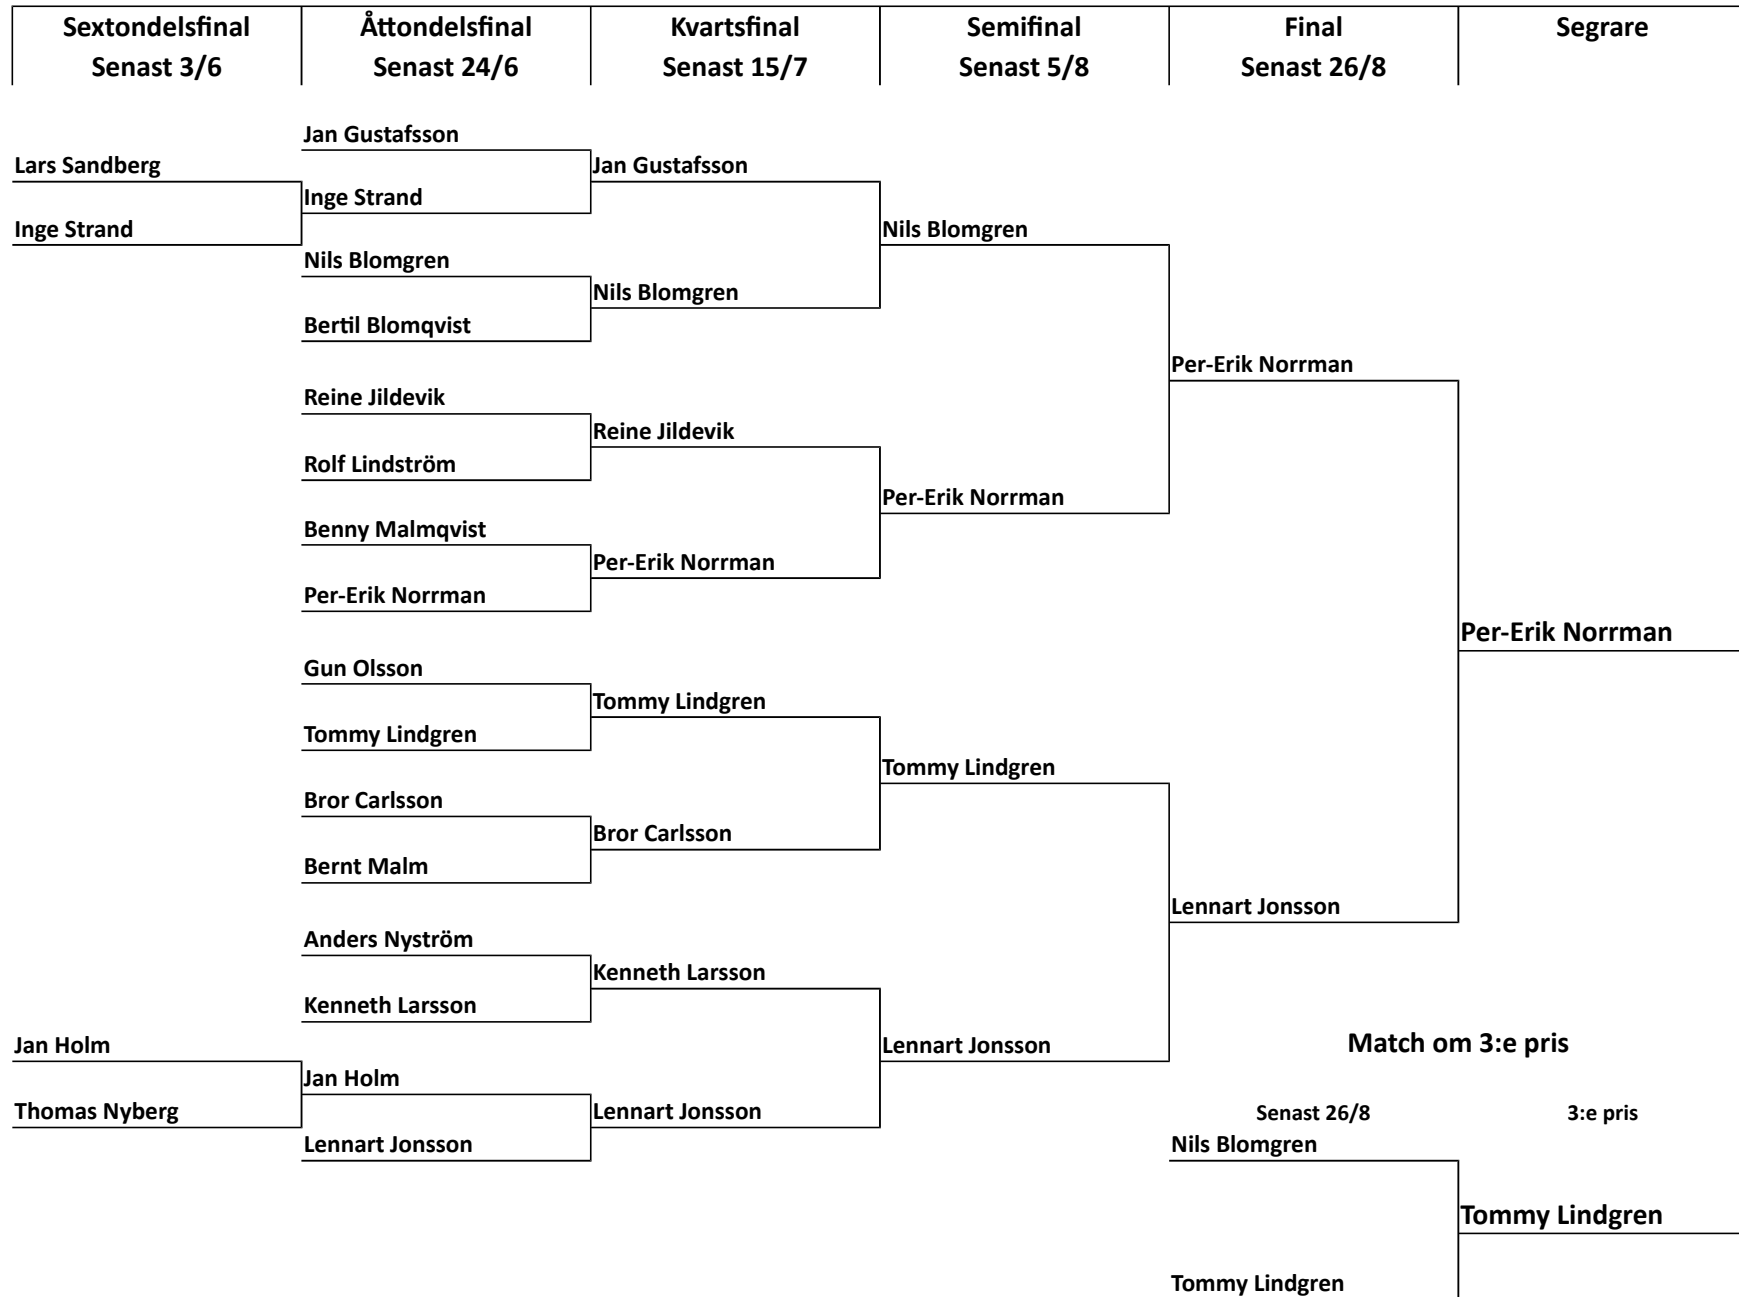 Sextondelsfinal
Senast 3/6
Åttondelsfinal
Senast 24/6
Kvartsfinal
Senast 15/7
Semifinal
Senast 5/8
Final
Senast 26/8
Segrare
Lars Sandberg
Inge Strand
Jan Holm
Thomas Nyberg
Jan Gustafsson
Inge Strand
Nils Blomgren
Bertil Blomqvist
Reine Jildevik
Rolf Lindström
Benny Malmqvist
Per-Erik Norrman
Gun Olsson
Tommy Lindgren
Bror Carlsson
Bernt Malm
Anders Nyström
Kenneth Larsson
Jan Holm
Lennart Jonsson
Jan Gustafsson
Nils Blomgren
Reine Jildevik
Per-Erik Norrman
Tommy Lindgren
Bror Carlsson
Kenneth Larsson
Lennart Jonsson
Nils Blomgren
Per-Erik Norrman
Tommy Lindgren
Lennart Jonsson
Per-Erik Norrman
Lennart Jonsson
Per-Erik Norrman
Match om 3:e pris
Senast 26/8
3:e pris
Nils Blomgren
Tommy Lindgren
Tommy Lindgren